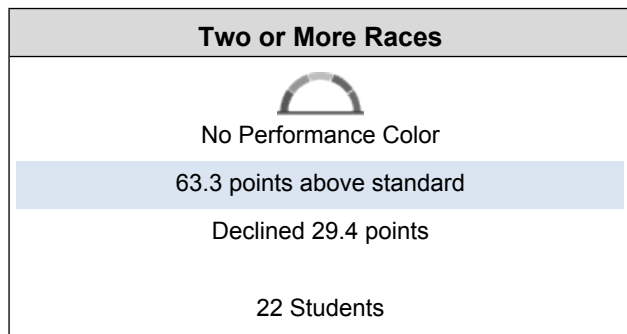 Two or More Races
No Performance Color
63.3 points above standard
Declined 29.4 points
22 Students